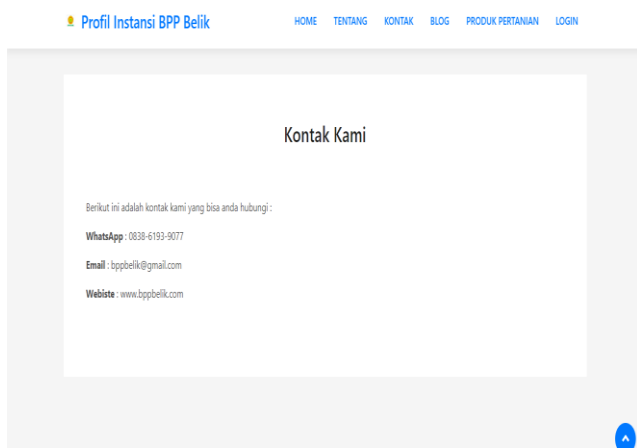 Profil Instansi BPP Belik
HOME TENTANG KONTAK BLOG PRODUK PERTANIAN LOGIN
Kontak Kami
Berikut ini adalah kontak kami yang bisa anda hubungi :
WhatsApp : 0838-6193-9077
Email : bppbelik@gmail.com
Webiste : www.bppbelik.com